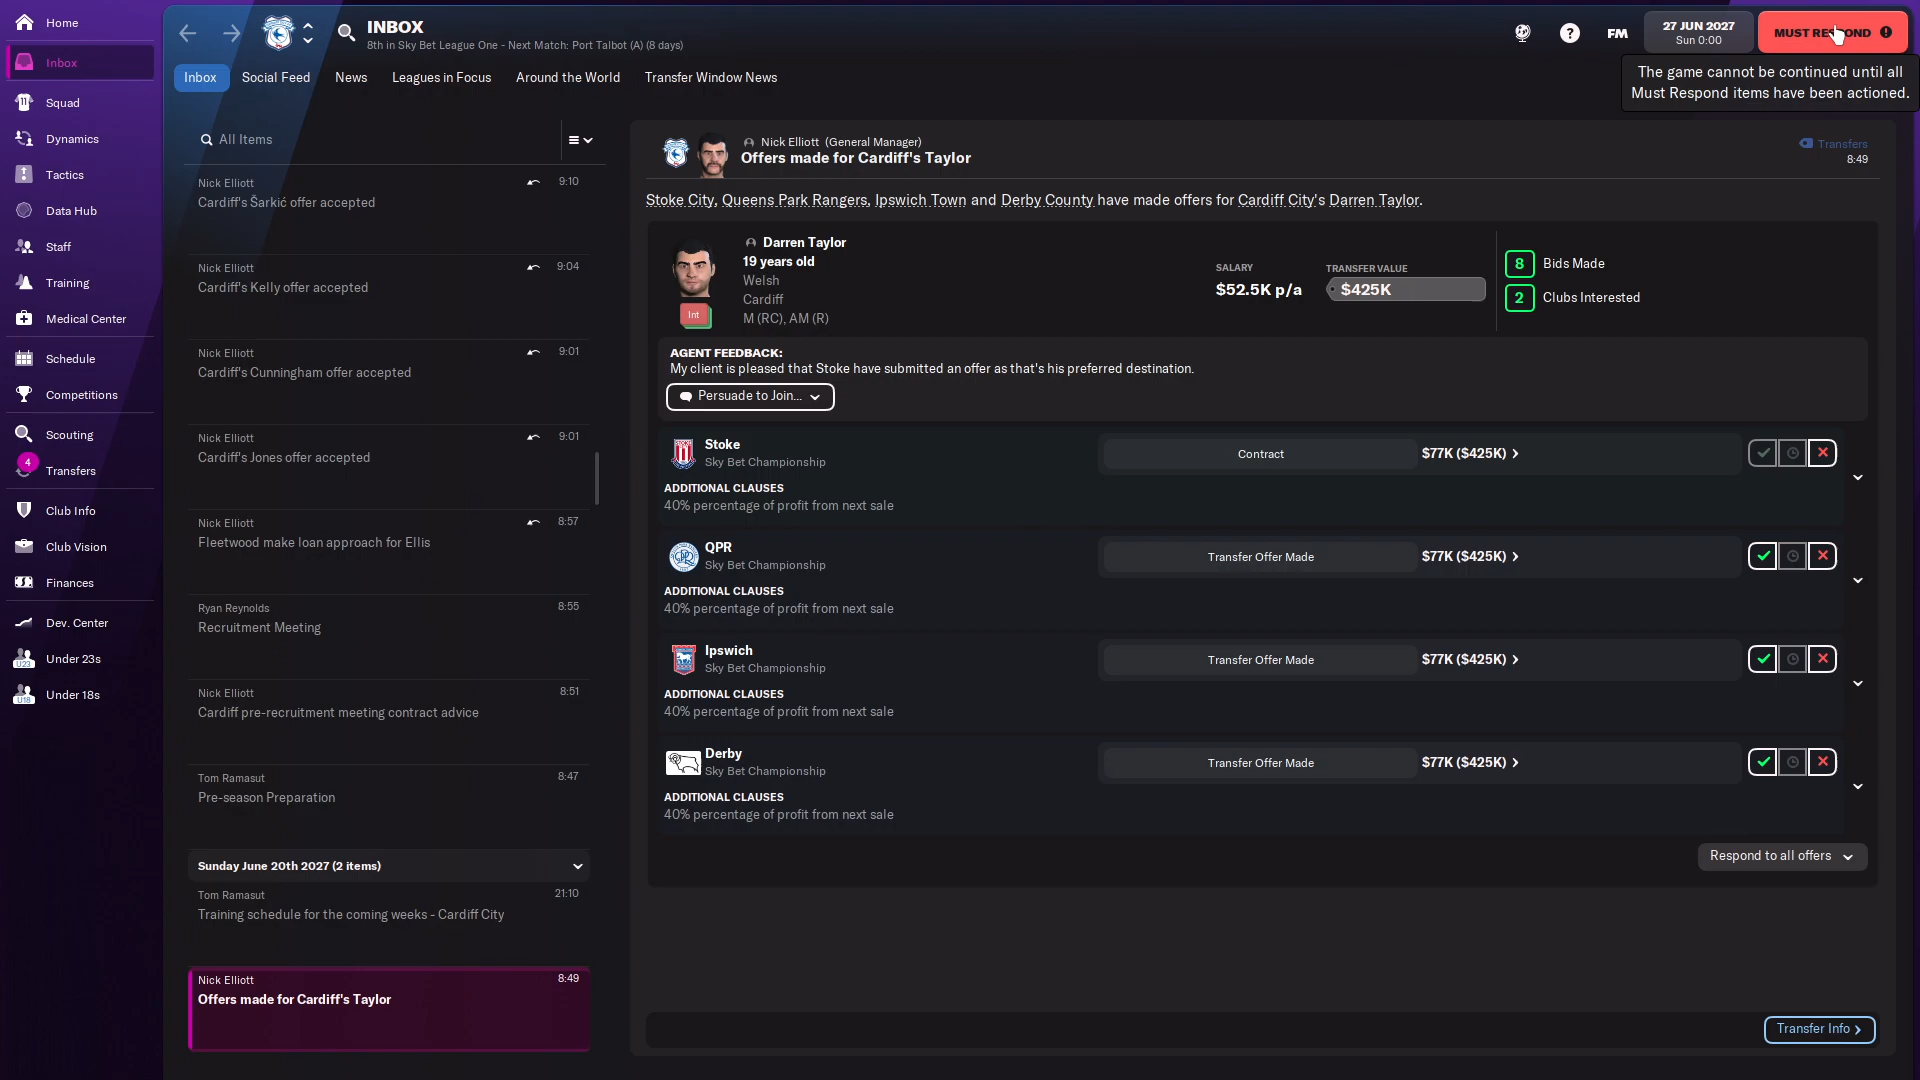 Home
Inbox
Squad
Dynamics
Tactics
Data Hub
Staff
Training
Medical Center
Schedule
Competitions
Scouting
4
Transfers
Club Info
Club Vision
Finances
Dev. Center
U23
Under 23s
U18
Under 18s
INBOX
8th in Sky Bet League One - Next Match: Port Talbot (A) (8 days)
FM
27 JUN 2027
Sun 0:00
MUST RESPOND
The game cannot be continued until all
Must Respond items have been actioned.
Inbox
Social Feed
News
Leagues in Focus
Around the World
Transfer Window News
All Items
Nick Elliott 9:10
Cardiff's Šarkić offer accepted
Nick Elliott 9:04
Cardiff's Kelly offer accepted
Nick Elliott 9:01
Cardiff's Cunningham offer accepted
Nick Elliott 9:01
Cardiff's Jones offer accepted
Nick Elliott 8:57
Fleetwood make loan approach for Ellis
Ryan Reynolds 8:55
Recruitment Meeting
Nick Elliott 8:51
Cardiff pre-recruitment meeting contract advice
Tom Ramasut 8:47
Pre-season Preparation
Sunday June 20th 2027 (2 items)
Tom Ramasut 21:10
Training schedule for the coming weeks - Cardiff City
Nick Elliott 8:49
Offers made for Cardiff's Taylor
Nick Elliott (General Manager)
Offers made for Cardiff's Taylor
Transfers
8:49
Stoke City, Queens Park Rangers, Ipswich Town and Derby County have made offers for Cardiff City's Darren Taylor.
Darren Taylor
19 years old
Welsh
Cardiff
M (RC), AM (R)
Int
SALARY
$52.5K p/a
TRANSFER VALUE
$425K
8 Bids Made
2 Clubs Interested
AGENT FEEDBACK:
My client is pleased that Stoke have submitted an offer as that's his preferred destination.
Persuade to Join...
Stoke
Sky Bet Championship
Contract
$77K ($425K)
ADDITIONAL CLAUSES
40% percentage of profit from next sale
QPR
Sky Bet Championship
Transfer Offer Made
$77K ($425K)
ADDITIONAL CLAUSES
40% percentage of profit from next sale
Ipswich
Sky Bet Championship
Transfer Offer Made
$77K ($425K)
ADDITIONAL CLAUSES
40% percentage of profit from next sale
Derby
Sky Bet Championship
Transfer Offer Made
$77K ($425K)
ADDITIONAL CLAUSES
40% percentage of profit from next sale
Respond to all offers
Transfer Info